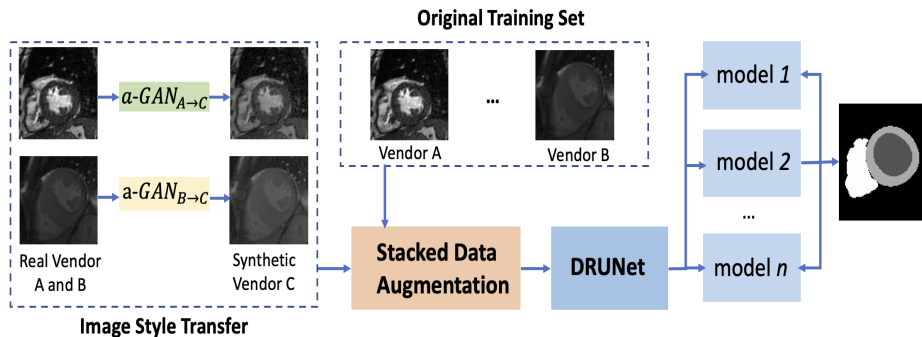 Original Training Set
a-GAN A→C
a-GAN B→C
Real Vendor
A and B
Synthetic
Vendor C
Image Style Transfer
Vendor A
...
Vendor B
Stacked Data
Augmentation
DRUNet
model 1
model 2
...
model n